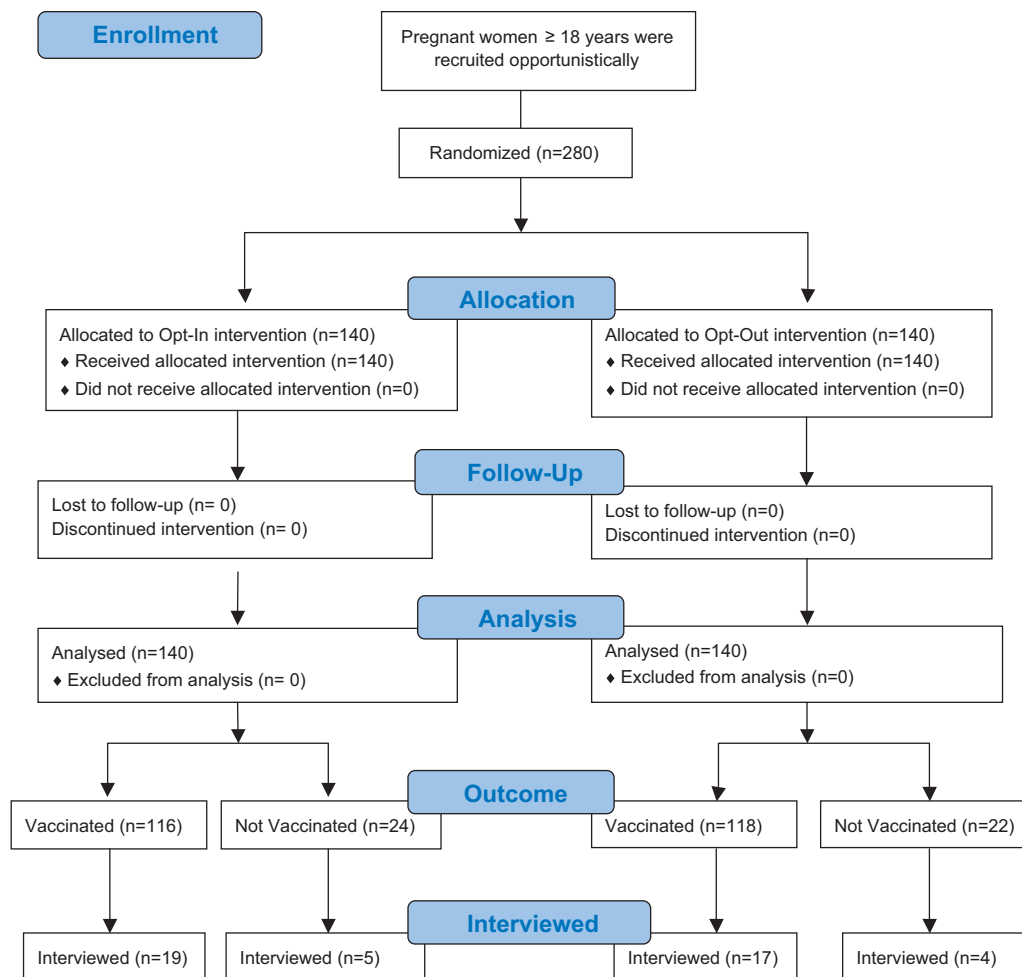 Enrollment
Pregnant women ≥ 18 years were
recruited opportunistically
Randomized (n=280)
Allocation
Allocated to Opt-In intervention (n=140)
♦ Received allocated intervention (n=140)
♦ Did not receive allocated intervention (n=0)
Allocated to Opt-Out intervention (n=140)
♦ Received allocated intervention (n=140)
♦ Did not receive allocated intervention (n=0)
Follow-Up
Lost to follow-up (n= 0)
Discontinued intervention (n= 0)
Lost to follow-up (n=0)
Discontinued intervention (n=0)
Analysis
Analysed (n=140)
♦ Excluded from analysis (n= 0)
Analysed (n=140)
♦ Excluded from analysis (n=0)
Outcome
Vaccinated (n=116)
Not Vaccinated (n=24)
Vaccinated (n=118)
Not Vaccinated (n=22)
Interviewed
Interviewed (n=19)
Interviewed (n=5)
Interviewed (n=17)
Interviewed (n=4)